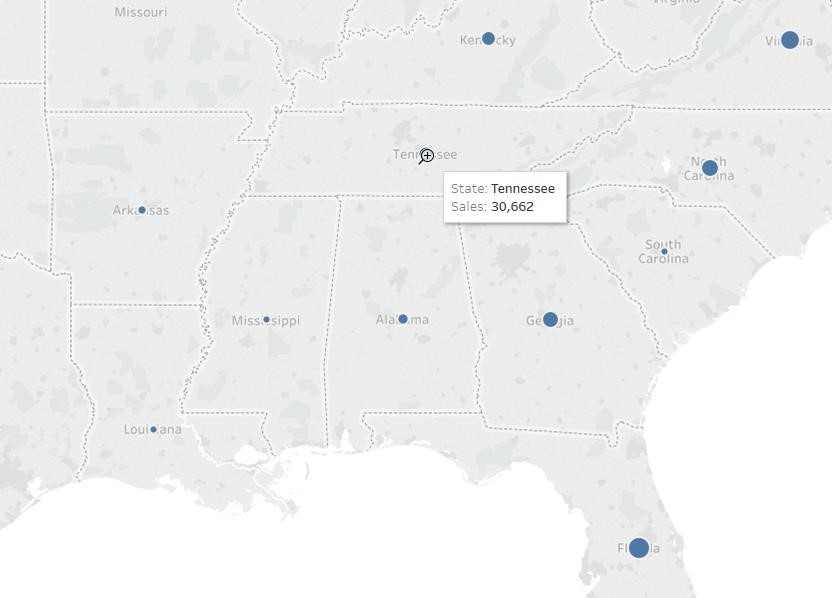 Missouri
Virginia
Kentucky
Virginia
Tennessee
State: Tennessee
Sales: 30,662
North
Carolina
Arkansas
South
Carolina
Mississippi
Alabama
Georgia
Louisiana
Florida